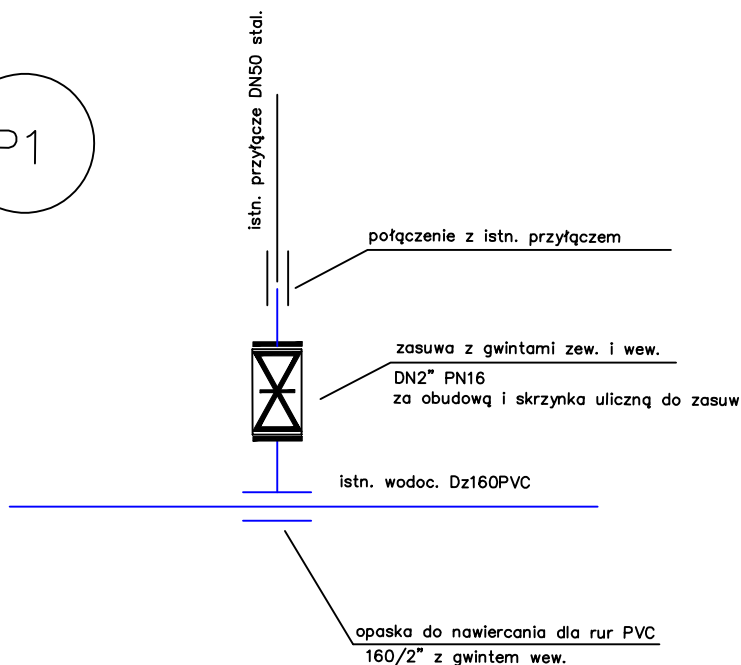 istn. przyłącze DN50 stal.
P1
połączenie z istn. przyłączem
zasuwa z gwintami zew. i wew.
DN2" PN16
za obudową i skrzynka uliczną do zasuw
istn. wodoc. Dz160PVC
opaska do nawiercania dla rur PVC
160/2" z gwintem wew.